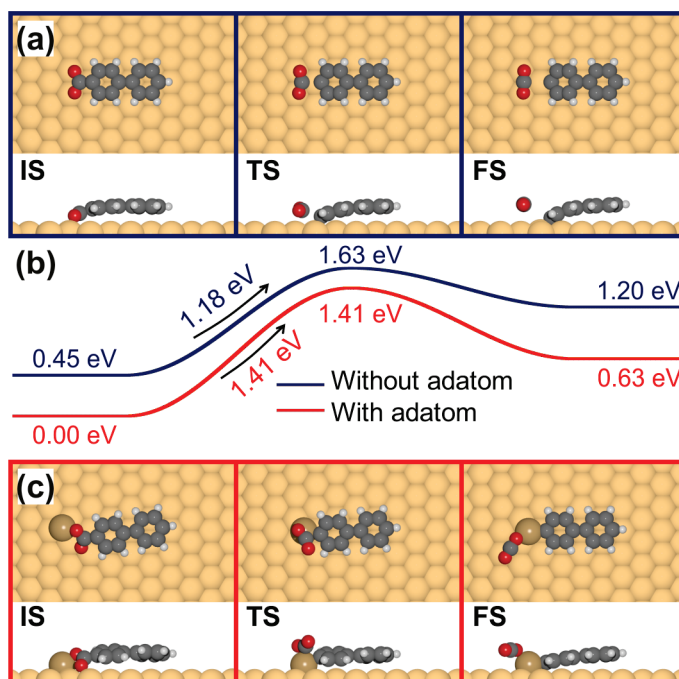 (a)
IS
TS
FS
(b)
1.63 eV
1.18 eV
1.20 eV
0.45 eV
1.41 eV
1.41 eV
0.63 eV
Without adatom
With adatom
0.00 eV
(c)
IS
TS
FS